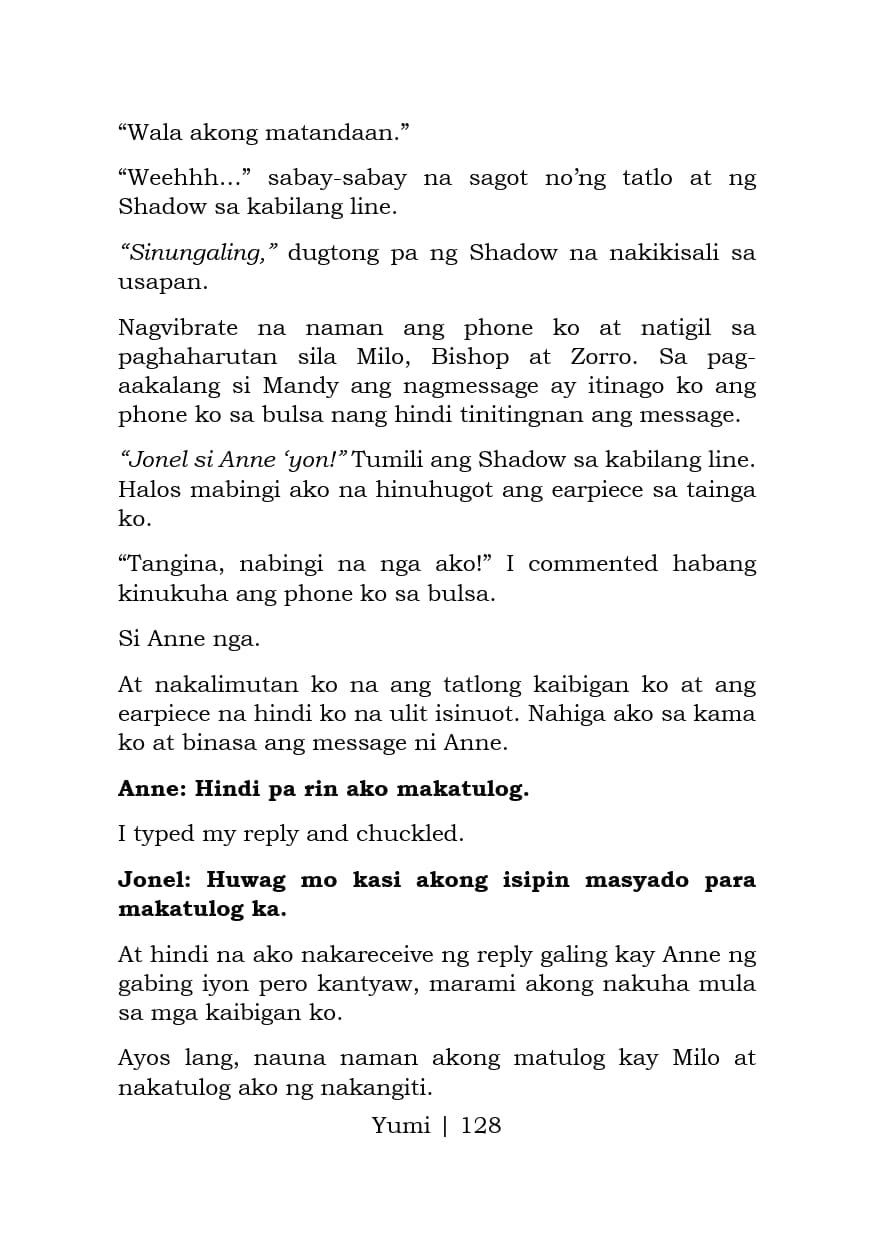 “Wala akong matandaan.”
“Weehhh…” sabay-sabay na sagot no’ng tatlo at ng
Shadow sa kabilang line.
“Sinungaling,” dugtong pa ng Shadow na nakikisali sa
usapan.
Nagvibrate na naman ang phone ko at natigil sa
paghaharutan sila Milo, Bishop at Zorro. Sa pag-
aakalang si Mandy ang nagmessage ay itinago ko ang
phone ko sa bulsa nang hindi tinitingnan ang message.
“Jonel si Anne ‘yon!” Tumili ang Shadow sa kabilang line.
Halos mabingi ako na hinuhugot ang earpiece sa tainga
ko.
“Tangina, nabingi na nga ako!” I commented habang
kinukuha ang phone ko sa bulsa.
Si Anne nga.
At nakalimutan ko na ang tatlong kaibigan ko at ang
earpiece na hindi ko na ulit isinuot. Nahiga ako sa kama
ko at binasa ang message ni Anne.
Anne: Hindi pa rin ako makatulog.
I typed my reply and chuckled.
Jonel: Huwag mo kasi akong isipin masyado para
makatulog ka.
At hindi na ako nakareceive ng reply galing kay Anne ng
gabing iyon pero kantyaw, marami akong nakuha mula
sa mga kaibigan ko.
Ayos lang, nauna naman akong matulog kay Milo at
nakatulog ako ng nakangiti.
Yumi | 128